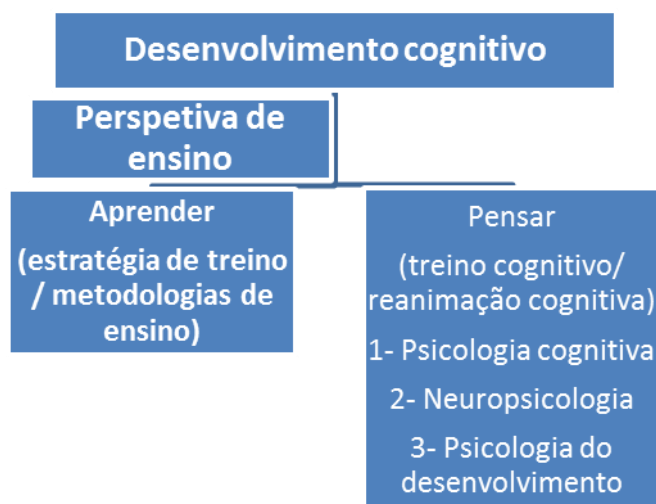 Desenvolvimento cognitivo
Perspetiva de
ensino
Aprender
(estratégia de treino
/ metodologias de
ensino)
Pensar
(treino cognitivo/
reanimação cognitiva)
1- Psicologia cognitiva
2- Neuropsicologia
3- Psicologia do
desenvolvimento